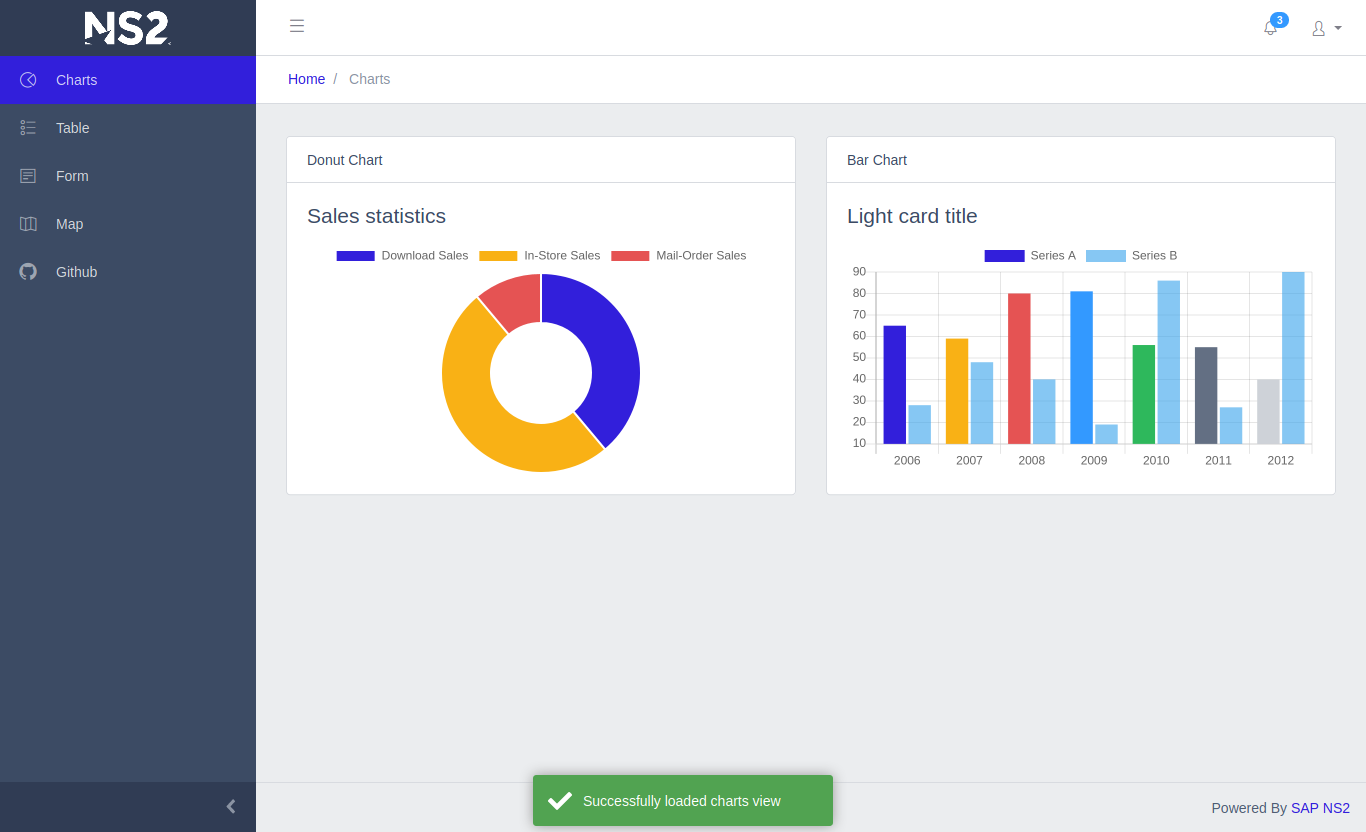 NS2
3
Charts
Table
Form
Map
Github
Home / Charts
Donut Chart
Sales statistics
Download Sales In-Store Sales Mail-Order Sales
Bar Chart
Light card title
Series A Series B
90
80
70
60
50
40
30
20
10
2006 2007 2008 2009 2010 2011 2012
Successfully loaded charts view
Powered By SAP NS2